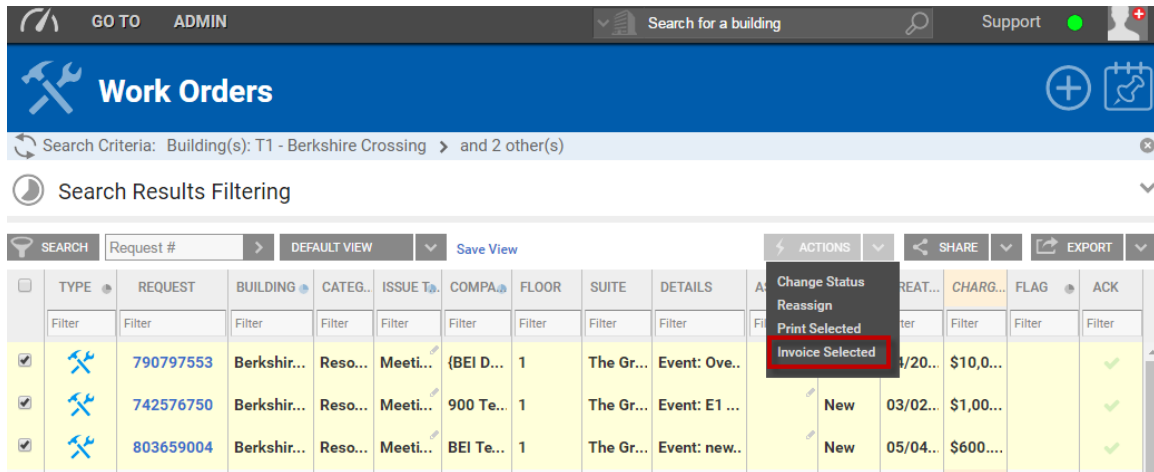 GO TO ADMIN Search for a building Support
Work Orders
Search Criteria: Building(s): T1 - Berkshire Crossing > and 2 other(s)
Search Results Filtering
SEARCH Request # > DEFAULT VIEW Save View ACTIONS SHARE EXPORT
Change Status
Reassign
Print Selected
Invoice Selected
TYPE REQUEST BUILDING CATEG.. ISSUE T.. COMPA.. FLOOR SUITE DETAILS REAT... CHARG... FLAG ACK
Filter Filter Filter Filter Filter Filter Filter Filter Filter Filter Filter Filter
790797553 Berkshir... Reso... Meeti... {BEI D... 1 The Gr... Event: Ove.. 4/20... $10,0...
742576750 Berkshir... Reso... Meeti... 900 Te... 1 The Gr... Event: E1 ... New 03/02... $1,00...
803659004 Berkshir... Reso... Meeti... BEI Te... 1 The Gr... Event: new.. New 05/04... $600....